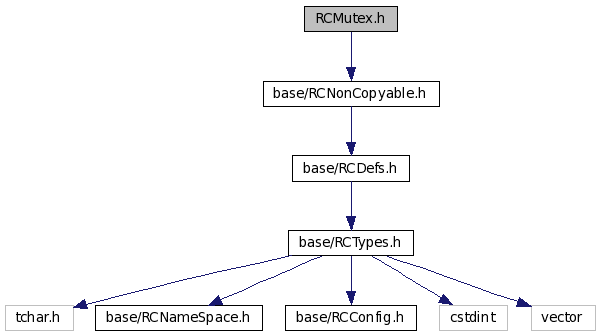 RCMutex.h
base/RCNonCopyable.h
base/RCDefs.h
base/RCTypes.h
tchar.h
base/RCNameSpace.h
base/RCConfig.h
cstdint
vector